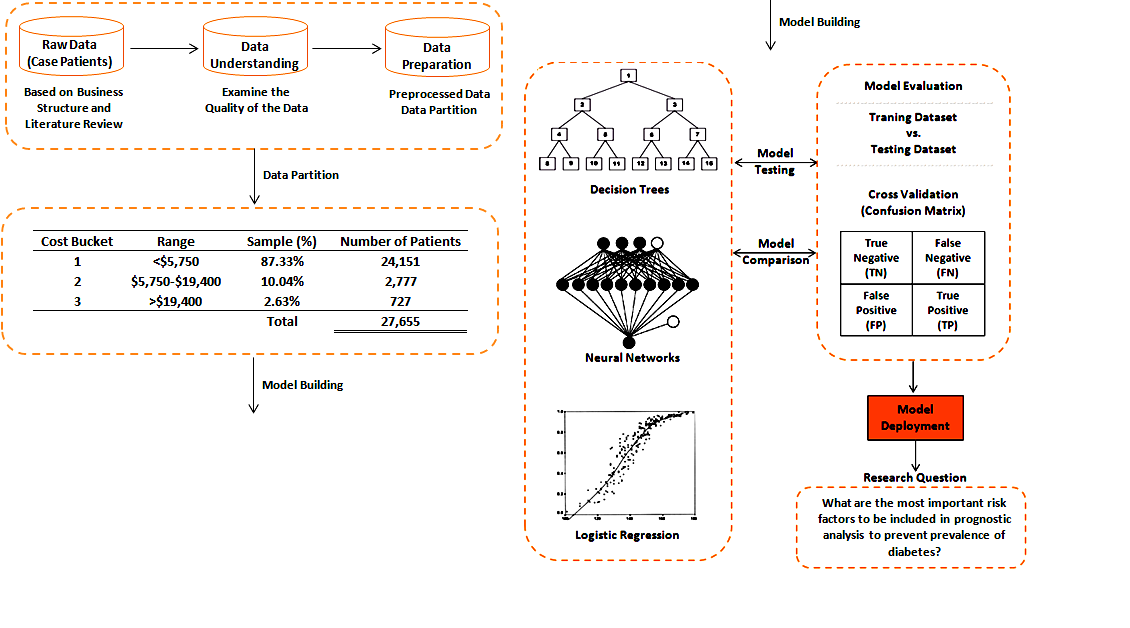 Raw Data
(Case Patients)
Data
Understanding
Data
Preparation
Based on Business
Structure and
Literature Review
Examine the
Quality of the Data
Preprocessed Data
Data Partition
Data Partition
Cost Bucket Range Sample (%) Number of Patients
1 <$5,750 87.33% 24,151
2 $5,750-$19,400 10.04% 2,777
3 >$19,400 2.63% 727
Total 27,655
Model Building
Model Building
1
2 3
4 5 6 7
8 9 10 11 12 13 14
Decision Trees
Neural Networks
Logistic Regression
Model
Testing
Model
Comparison
Model Evaluation
Traning Dataset
vs.
Testing Dataset
Cross Validation
(Confusion Matrix)
True
Negative
(TN)
False
Negative
(FN)
False
Positive
(FP)
True
Positive
(TP)
Model
Deployment
Research Question
What are the most important risk
factors to be included in prognostic
analysis to prevent prevalence of
diabetes?